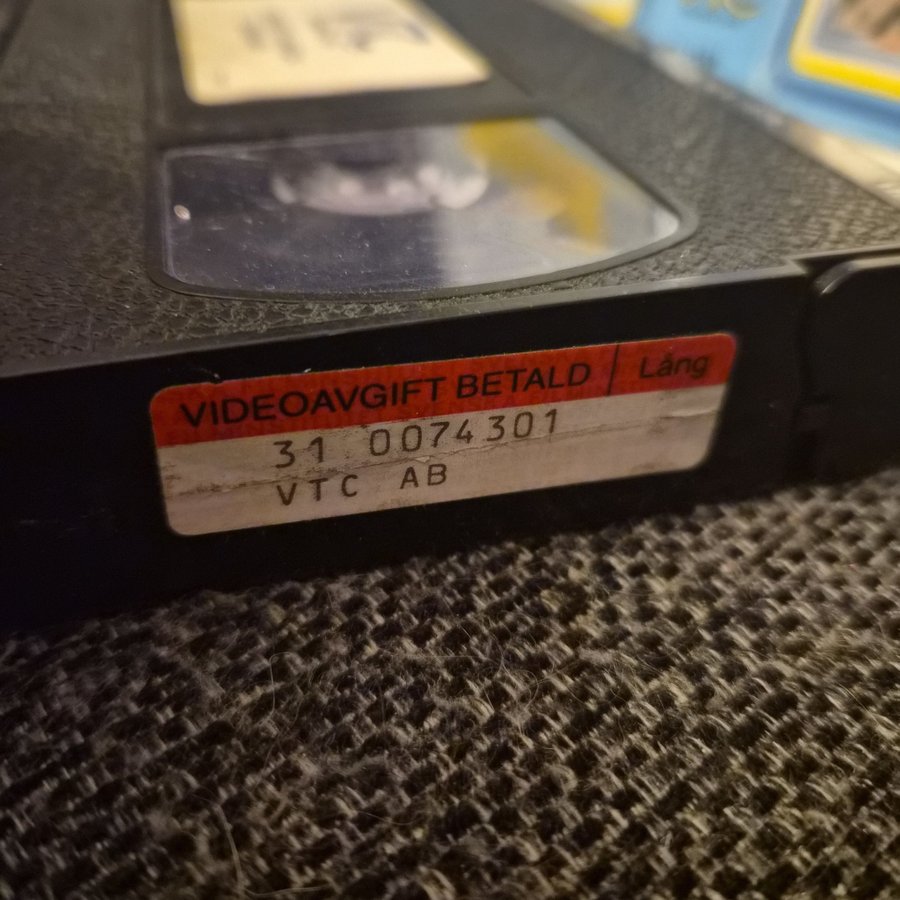 VIDEOAVGIFT BETALD | Lång
31 0074301
VTC AB